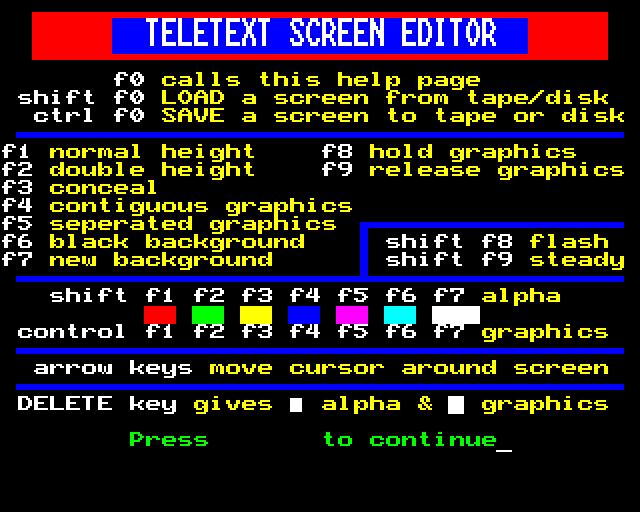 TELETEXT SCREEN EDITOR
f0 calls this help page
shift f0 LOAD a screen from tape/disk
ctrl f0 SAVE a screen to tape or disk
f1 normal height f8 hold graphics
f2 double height f9 release graphics
f3 conceal
f4 contiguous graphics
f5 seperated graphics
f6 black background shift f8 flash
f7 new background shift f9 steady
shift f1 f2 f3 f4 f5 f6 f7 alpha
control f1 f2 f3 f4 f5 f6 f7 graphics
arrow keys move cursor around screen
DELETE key gives ■ alpha & █ graphics
Press to continue_